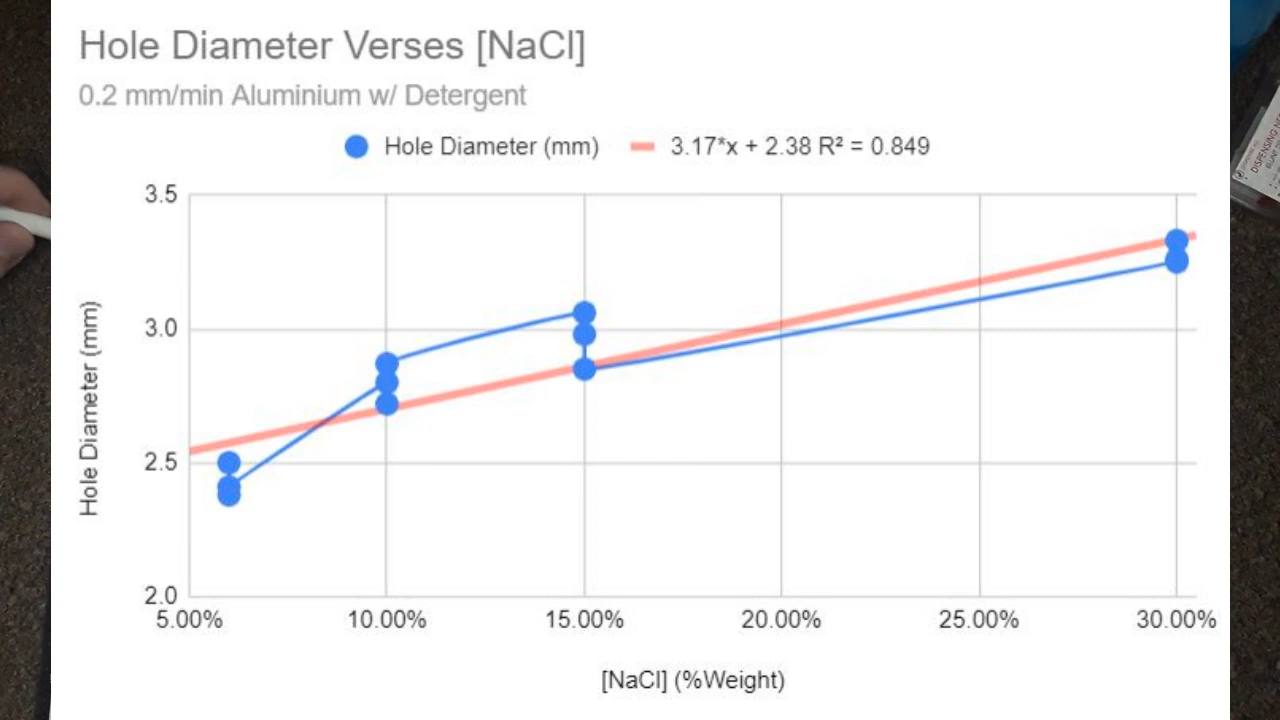 Hole Diameter Verses [NaCl]
0.2 mm/min Aluminium w/ Detergent
Hole Diameter (mm)
3.17*x + 2.38 R² = 0.849
3.5
3.0
2.5
2.0
Hole Diameter (mm)
5.00%
10.00%
15.00%
20.00%
25.00%
30.00%
[NaCl] (%Weight)